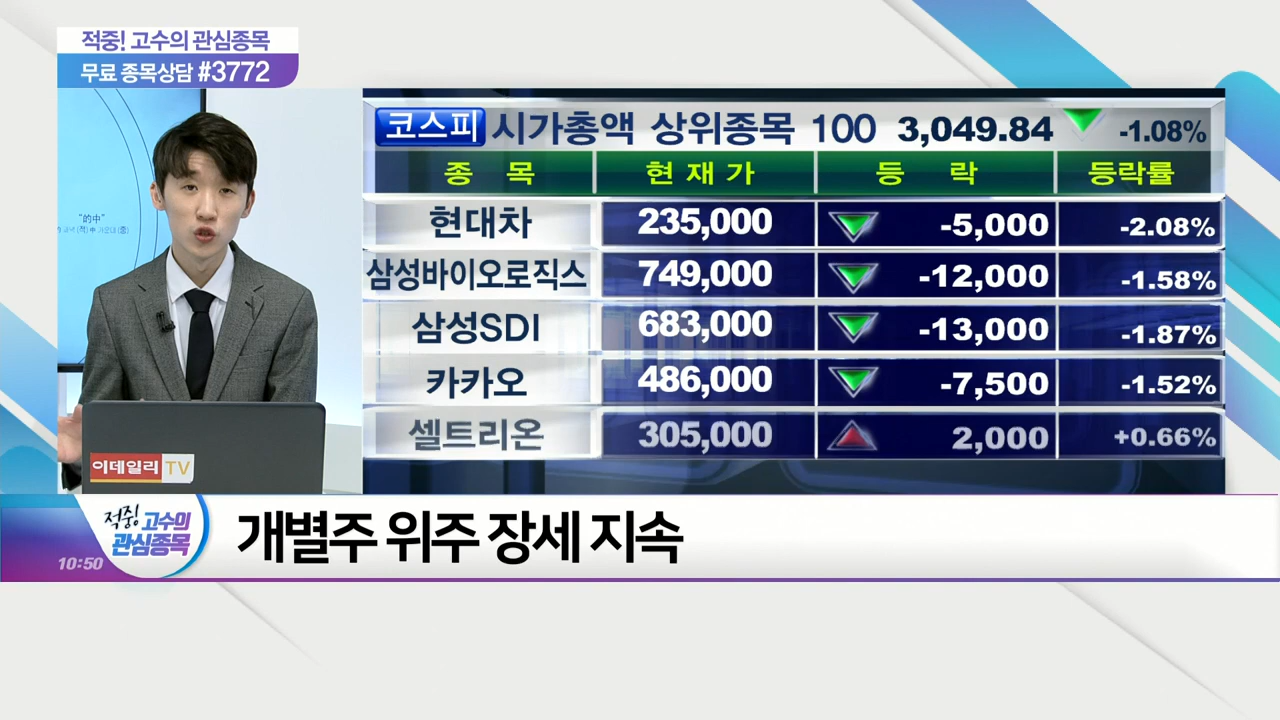 적중! 고수의 관심종목
무료 종목상담 #3772
"的中"
코스피 시가총액 상위종목 100 3,049.84 -1.08%
종 목 현 재 가 등 락 등락률
현대차 235,000 -5,000 -2.08%
삼성바이오로직스 749,000 -12,000 -1.58%
삼성SDI 683,000 -13,000 -1.87%
카카오 486,000 -7,500 -1.52%
셀트리온 305,000 2,000 +0.66%
이데일리 TV
적중! 고수의
관심종목
10:50
개별주 위주 장세 지속